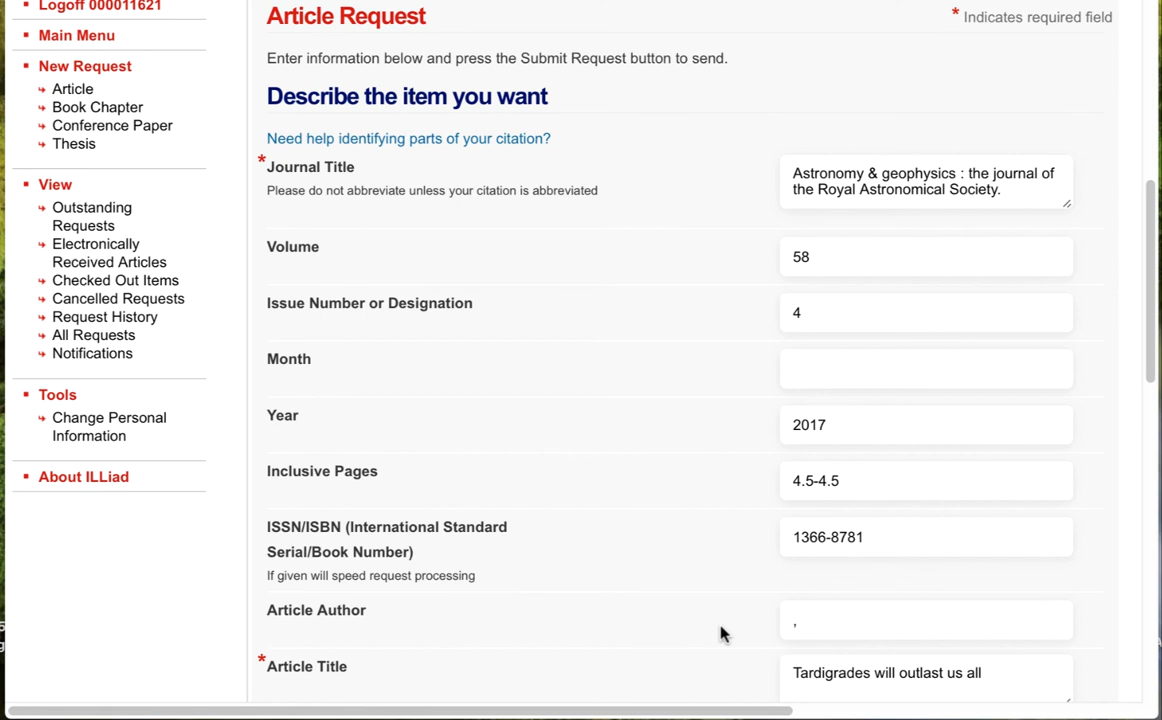 Logoff 000011621
Main Menu
New Request
Article
Book Chapter
Conference Paper
Thesis
View
Outstanding
Requests
Electronically
Received Articles
Checked Out Items
Cancelled Requests
Request History
All Requests
Notifications
Tools
Change Personal
Information
About ILLiad
Article Request
* Indicates required field
Enter information below and press the Submit Request button to send.
Describe the item you want
Need help identifying parts of your citation?
* Journal Title
Please do not abbreviate unless your citation is abbreviated
Astronomy & geophysics : the journal of
the Royal Astronomical Society.
Volume
58
Issue Number or Designation
4
Month
Year
2017
Inclusive Pages
4.5-4.5
ISSN/ISBN (International Standard
Serial/Book Number)
If given will speed request processing
1366-8781
Article Author
,
* Article Title
Tardigrades will outlast us all